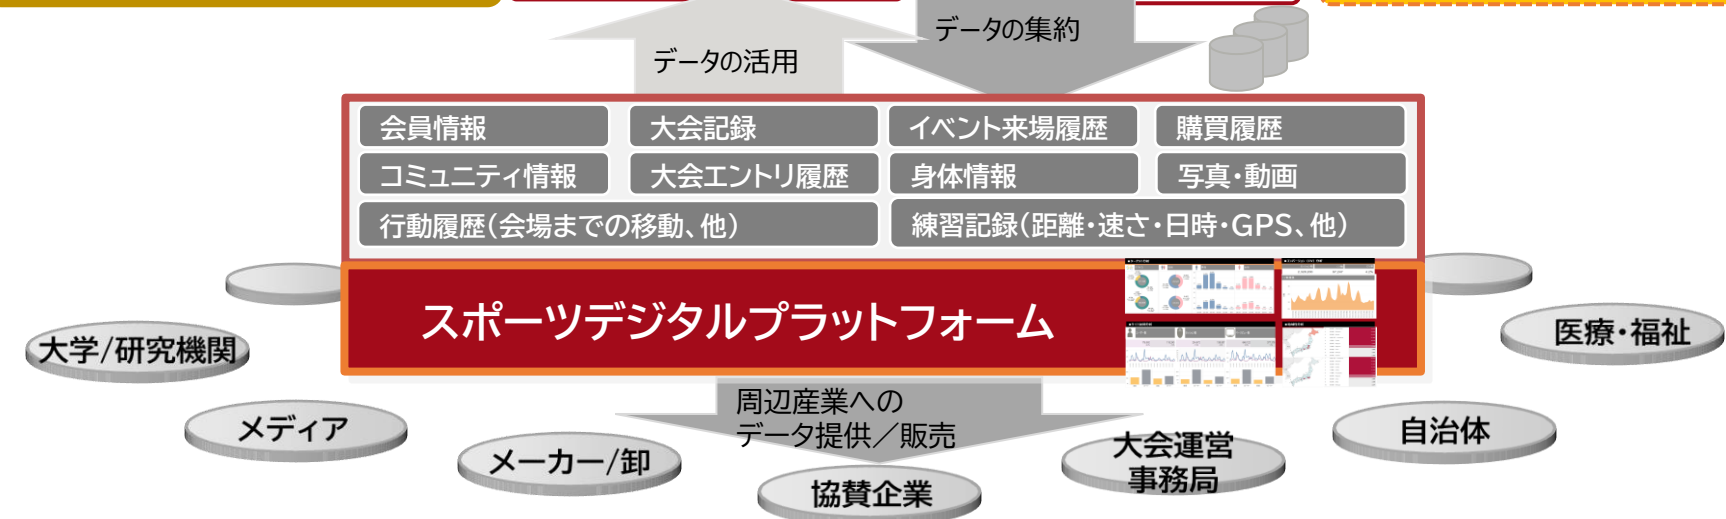 データの集約
データの活用
会員情報
大会記録
イベント来場履歴
購買履歴
コミュニティ情報
大会エントリ履歴
身体情報
写真・動画
行動履歴(会場までの移動、他)
練習記録(距離・速さ・日時・GPS、他)
スポーツデジタルプラットフォーム
大学/研究機関
医療・福祉
周辺産業への
データ提供／販売
メディア
自治体
メーカー/卸
大会運営
事務局
協賛企業